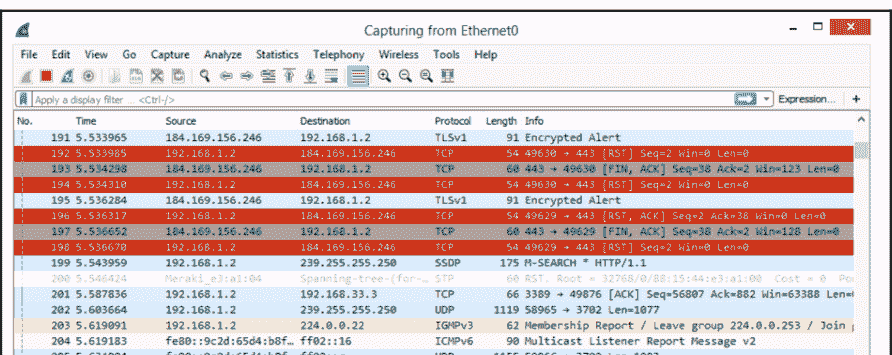 Capturing from Ethernet0
File Edit View Go Capture Analyze Statistics Telephony Wireless Tools Help
Apply a display filter ... <Ctrl-/> Expression... +
No. Time Source Destination Protocol Length Info
191 5.533965 184.169.156.246 192.168.1.2 TLSv1 91 Encrypted Alert
192 5.533985 192.168.1.2 184.169.156.246 TCP 54 49630 → 443 [RST] Seq=2 Win=0 Len=0
193 5.534298 184.169.156.246 192.168.1.2 TCP 60 443 → 49630 [FIN, ACK] Seq=38 Ack=2 Win=123 Len=0
194 5.534310 192.168.1.2 184.169.156.246 TCP 54 49630 → 443 [RST] Seq=2 Win=0 Len=0
195 5.536284 184.169.156.246 192.168.1.2 TLSv1 91 Encrypted Alert
196 5.536317 192.168.1.2 184.169.156.246 TCP 54 49629 → 443 [RST, ACK] Seq=2 Ack=38 Win=0 Len=0
197 5.536652 184.169.156.246 192.168.1.2 TCP 60 443 → 49629 [FIN, ACK] Seq=38 Ack=2 Win=128 Len=0
198 5.536670 192.168.1.2 184.169.156.246 TCP 54 49629 → 443 [RST] Seq=2 Win=0 Len=0
199 5.543959 192.168.1.2 239.255.255.250 SSDP 175 M-SEARCH * HTTP/1.1
200 5.546424 Meraki_e3:a1:04 Spanning-tree-(for-… STP 60 RST. Root = 32768/0/88:15:44:e3:a1:00 Cost = 0
201 5.587836 192.168.1.2 192.168.33.3 TCP 66 3389 → 49876 [ACK] Seq=56807 Ack=882 Win=63388
202 5.603664 192.168.1.2 239.255.255.250 UDP 1119 58965 → 3702 Len=1077
203 5.619091 192.168.1.2 224.0.0.22 IGMPv3 62 Membership Report / Leave group 224.0.0.253 / Join
204 5.619183 fe80::9c2d:65d4:b8f… ff02::16 ICMPv6 90 Multicast Listener Report Message v2